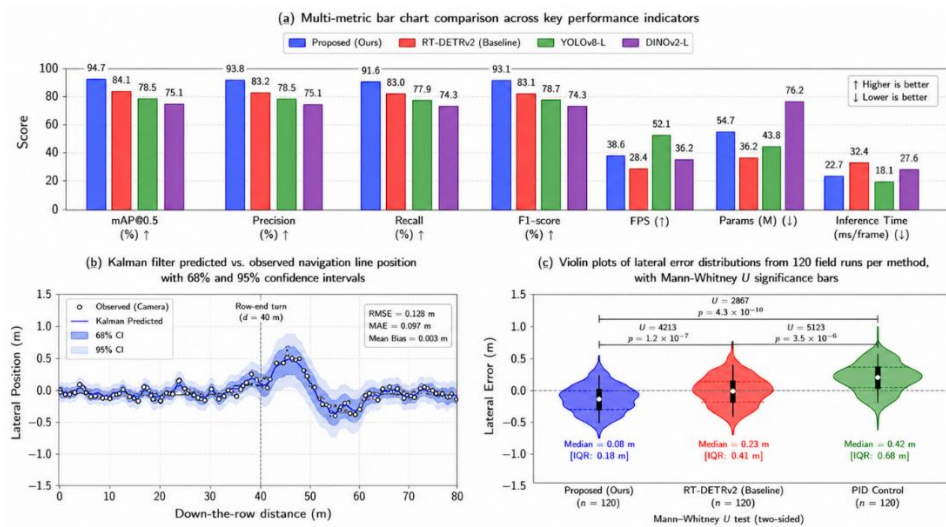 (a) Multi-metric bar chart comparison across key performance indicators
Proposed (Ours) RT-DETRv2 (Baseline) YOLOv8-L DINOv2-L
↑ Higher is better
↓ Lower is better
Score
100
80
60
40
20
0
94.7 84.1 78.5 75.1
93.8 83.2 78.5 75.1
91.6 83.0 77.9 74.3
93.1 83.1 78.7 74.3
38.6 28.4 52.1 36.2
54.7 36.2 43.8 76.2
22.7 32.4 18.1 27.6
mAP@0.5 Precision Recall F1-score FPS (↑) Params (M) (↓) Inference Time
(%) ↑ (%) ↑ (%) ↑ (%) ↑ (ms/frame) (↓)
(b) Kalman filter predicted vs. observed navigation line position
with 68% and 95% confidence intervals
Observed (Camera)
Kalman Predicted
68% CI
95% CI
Row-end turn
(d = 40 m)
RMSE = 0.128 m
MAE = 0.097 m
Mean Bias = 0.003 m
Lateral Position (m)
1.5
1.0
0.5
0.0
−0.5
−1.0
−1.5
0 10 20 30 40 50 60 70 80
Down-the-row distance (m)
(c) Violin plots of lateral error distributions from 120 field runs per method,
with Mann-Whitney U significance bars
U = 2867
p = 4.3 × 10⁻¹⁰
U = 4213
p = 1.2 × 10⁻⁷
U = 5123
p = 3.5 × 10⁻⁶
Lateral Error (m)
1.5
1.0
0.5
0.0
−0.5
−1.0
−1.5
Median = 0.08 m
[IQR: 0.18 m]
Median = 0.23 m
[IQR: 0.41 m]
Median = 0.42 m
[IQR: 0.68 m]
Proposed (Ours) RT-DETRv2 (Baseline) PID Control
(n = 120) (n = 120) (n = 120)
Mann-Whitney U test (two-sided)